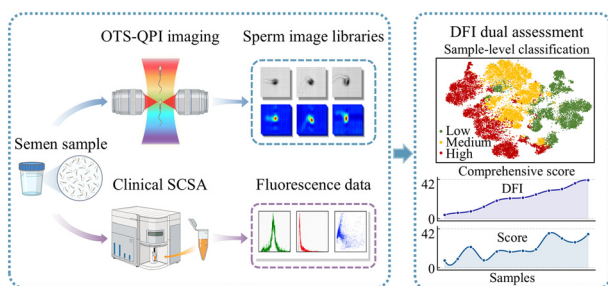 OTS-QPI imaging
Sperm image libraries
Semen sample
Clinical SCSA
Fluorescence data
DFI dual assessment
Sample-level classification
Low
Medium
High
Comprehensive score
42
DFI
0
42
Score
0
Samples